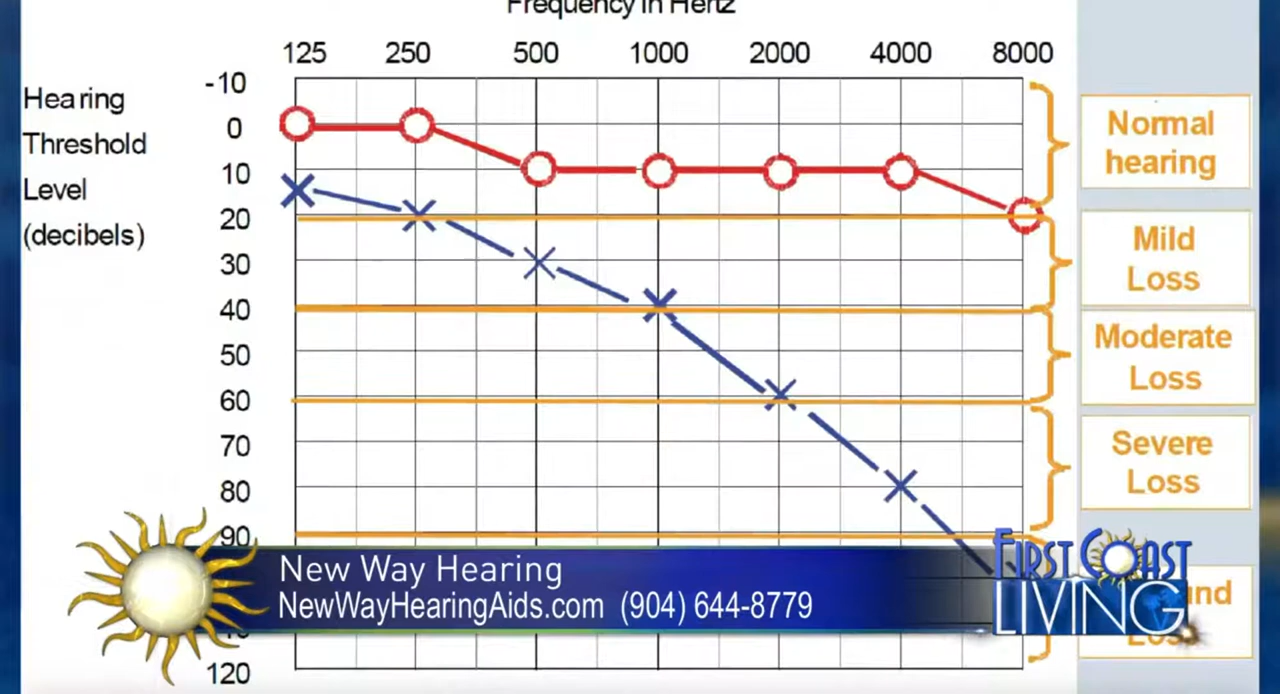 Frequency in Hertz
125 250 500 1000 2000 4000 8000
Hearing
Threshold
Level
(decibels)
-10
0
10
20
30
40
50
60
70
80
90
120
Normal
hearing
Mild
Loss
Moderate
Loss
Severe
Loss
New Way Hearing
NewWayHearingAids.com (904) 644-8779
FIRST COAST
LIVING